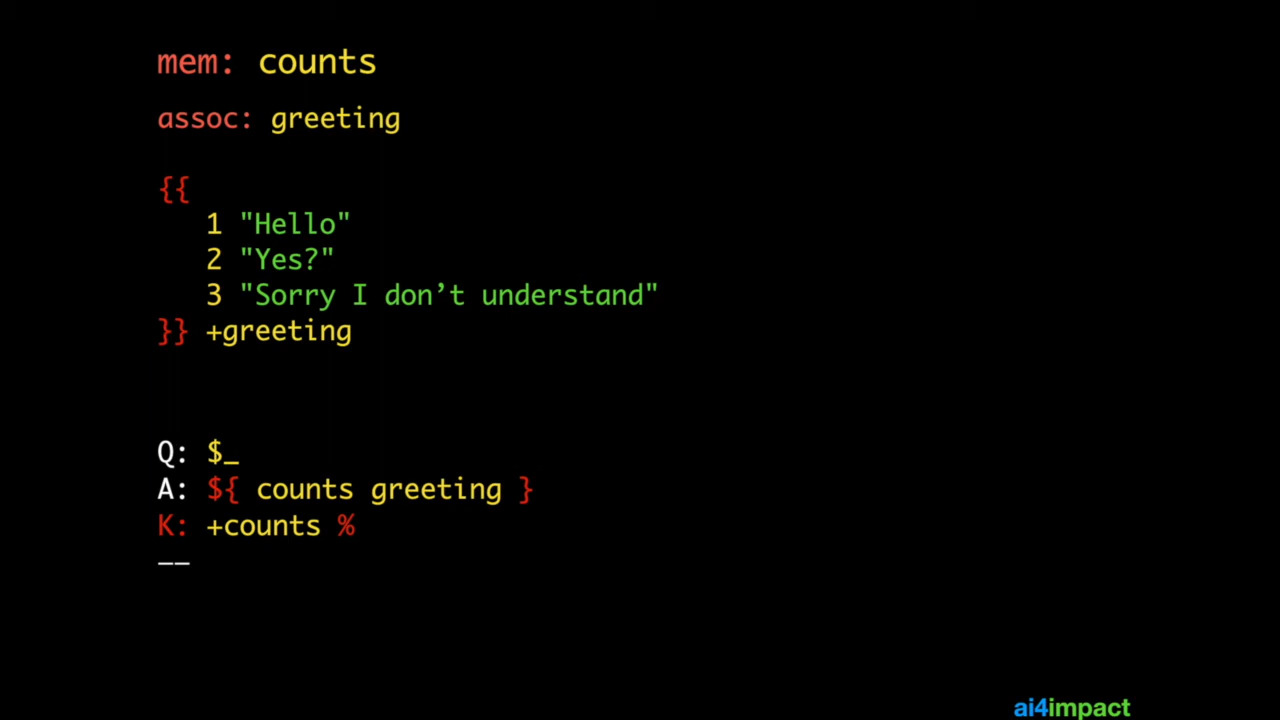 mem: counts
assoc: greeting
{{
1 "Hello"
2 "Yes?"
3 "Sorry I don’t understand"
}} +greeting
Q: $_
A: ${ counts greeting }
K: +counts %
--
ai4impact